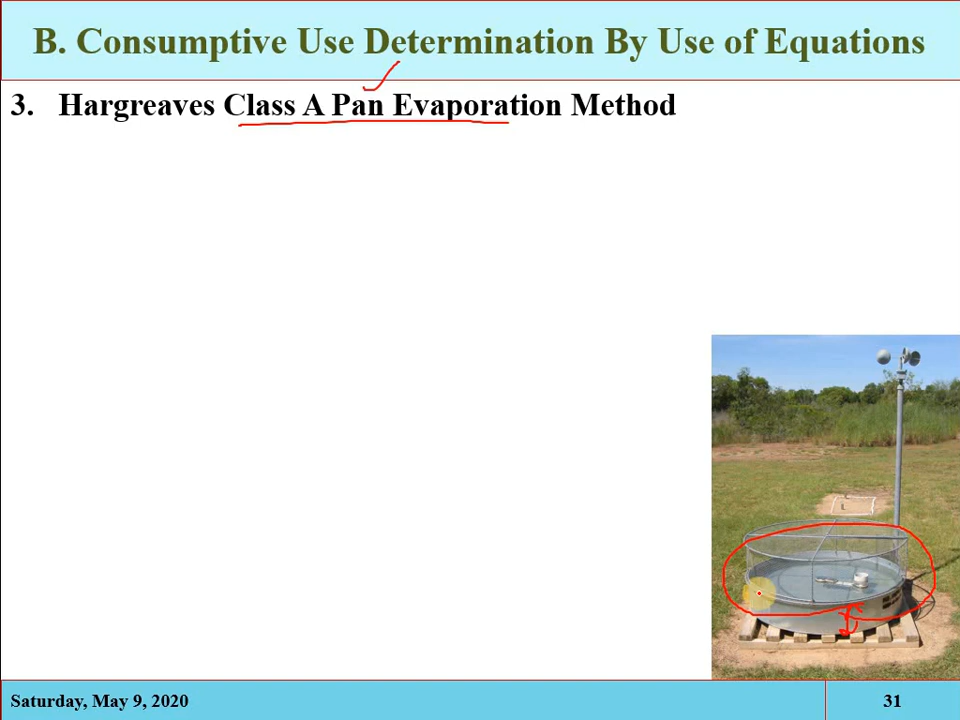 B. Consumptive Use Determination By Use of Equations
3. Hargreaves Class A Pan Evaporation Method
Saturday, May 9, 2020
31